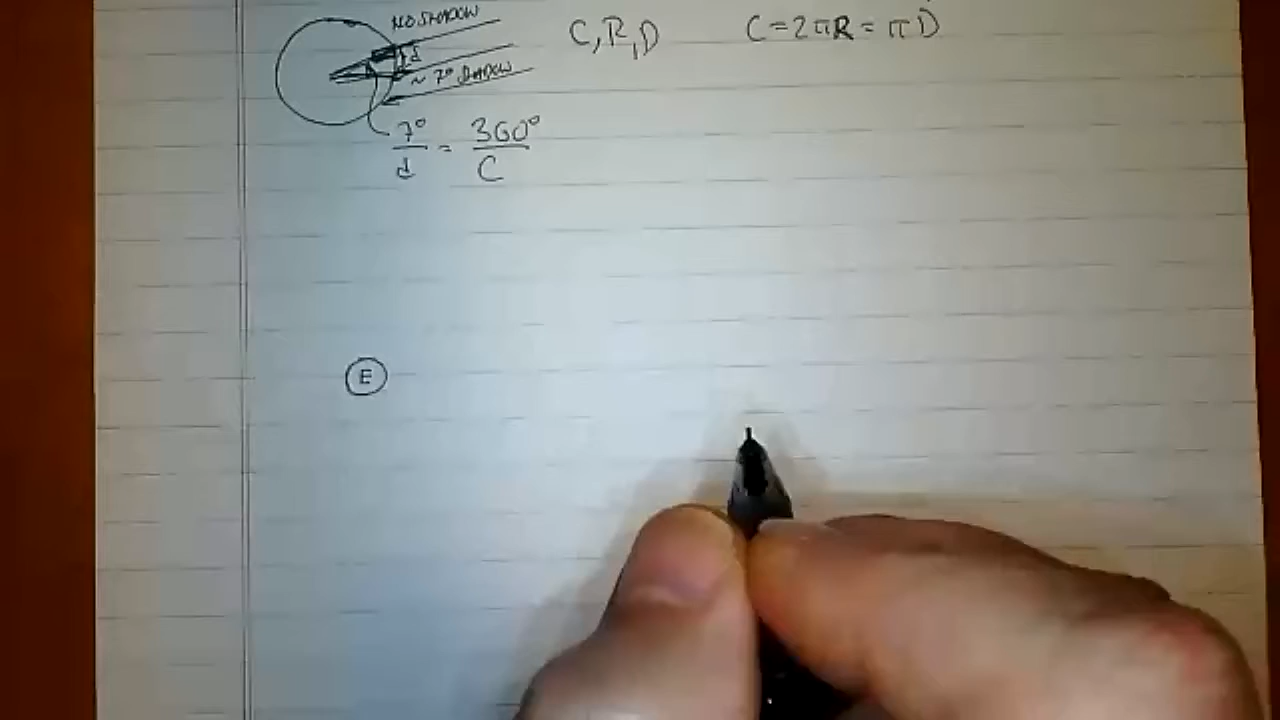 NO SHADOW
C, R, D
C = 2πR = πD
d
~ 7° SHADOW
7°/d = 360°/C
E